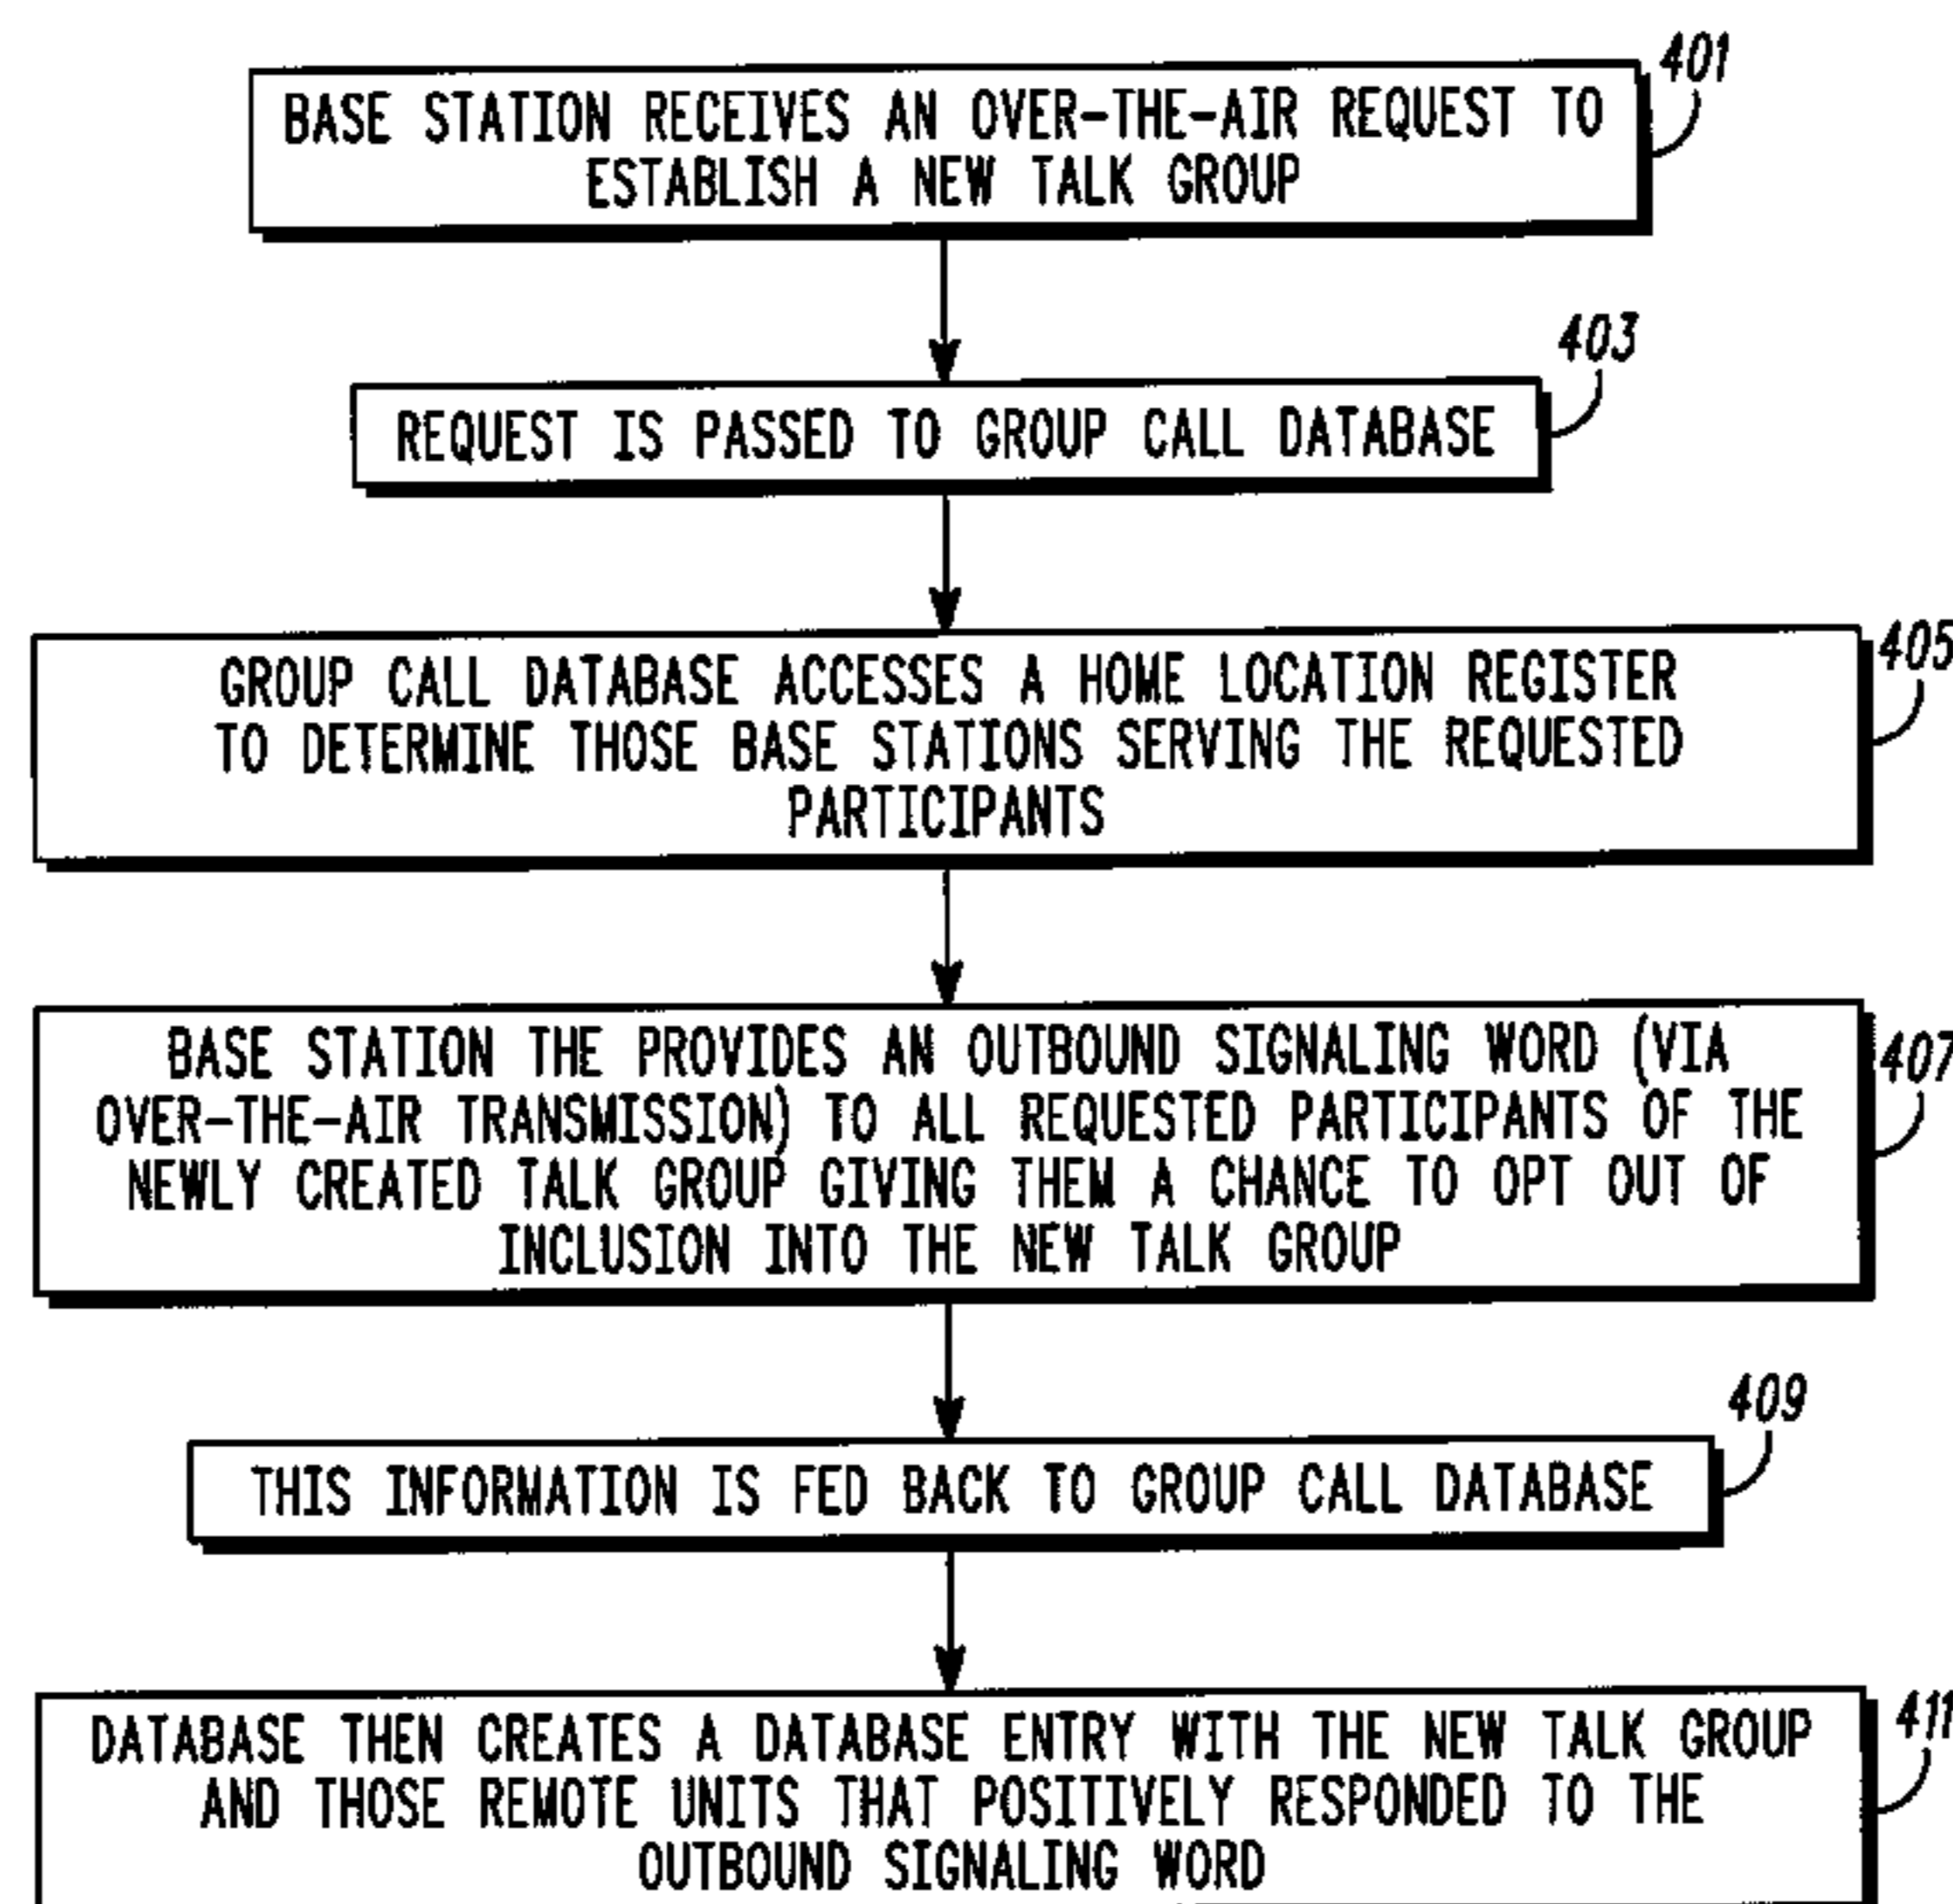 401
BASE STATION RECEIVES AN OVER-THE-AIR REQUEST TO
ESTABLISH A NEW TALK GROUP
403
REQUEST IS PASSED TO GROUP CALL DATABASE
405
GROUP CALL DATABASE ACCESSES A HOME LOCATION REGISTER
TO DETERMINE THOSE BASE STATIONS SERVING THE REQUESTED
PARTICIPANTS
407
BASE STATION THE PROVIDES AN OUTBOUND SIGNALING WORD (VIA
OVER-THE-AIR TRANSMISSION) TO ALL REQUESTED PARTICIPANTS OF THE
NEWLY CREATED TALK GROUP GIVING THEM A CHANCE TO OPT OUT OF
INCLUSION INTO THE NEW TALK GROUP
409
THIS INFORMATION IS FED BACK TO GROUP CALL DATABASE
411
DATABASE THEN CREATES A DATABASE ENTRY WITH THE NEW TALK GROUP
AND THOSE REMOTE UNITS THAT POSITIVELY RESPONDED TO THE
OUTBOUND SIGNALING WORD